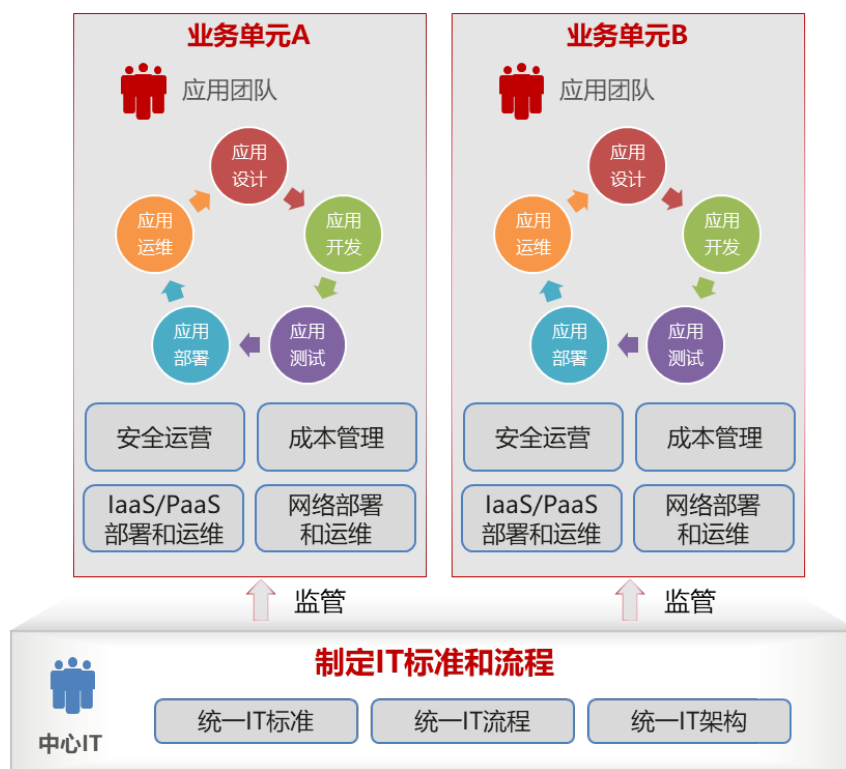 业务单元A
应用团队
应用
设计
应用
运维
应用
开发
应用
部署
应用
测试
安全运营
成本管理
IaaS/PaaS
部署和运维
网络部署
和运维
业务单元B
应用团队
应用
设计
应用
运维
应用
开发
应用
部署
应用
测试
安全运营
成本管理
IaaS/PaaS
部署和运维
网络部署
和运维
监管
监管
制定IT标准和流程
中心IT
统一IT标准
统一IT流程
统一IT架构